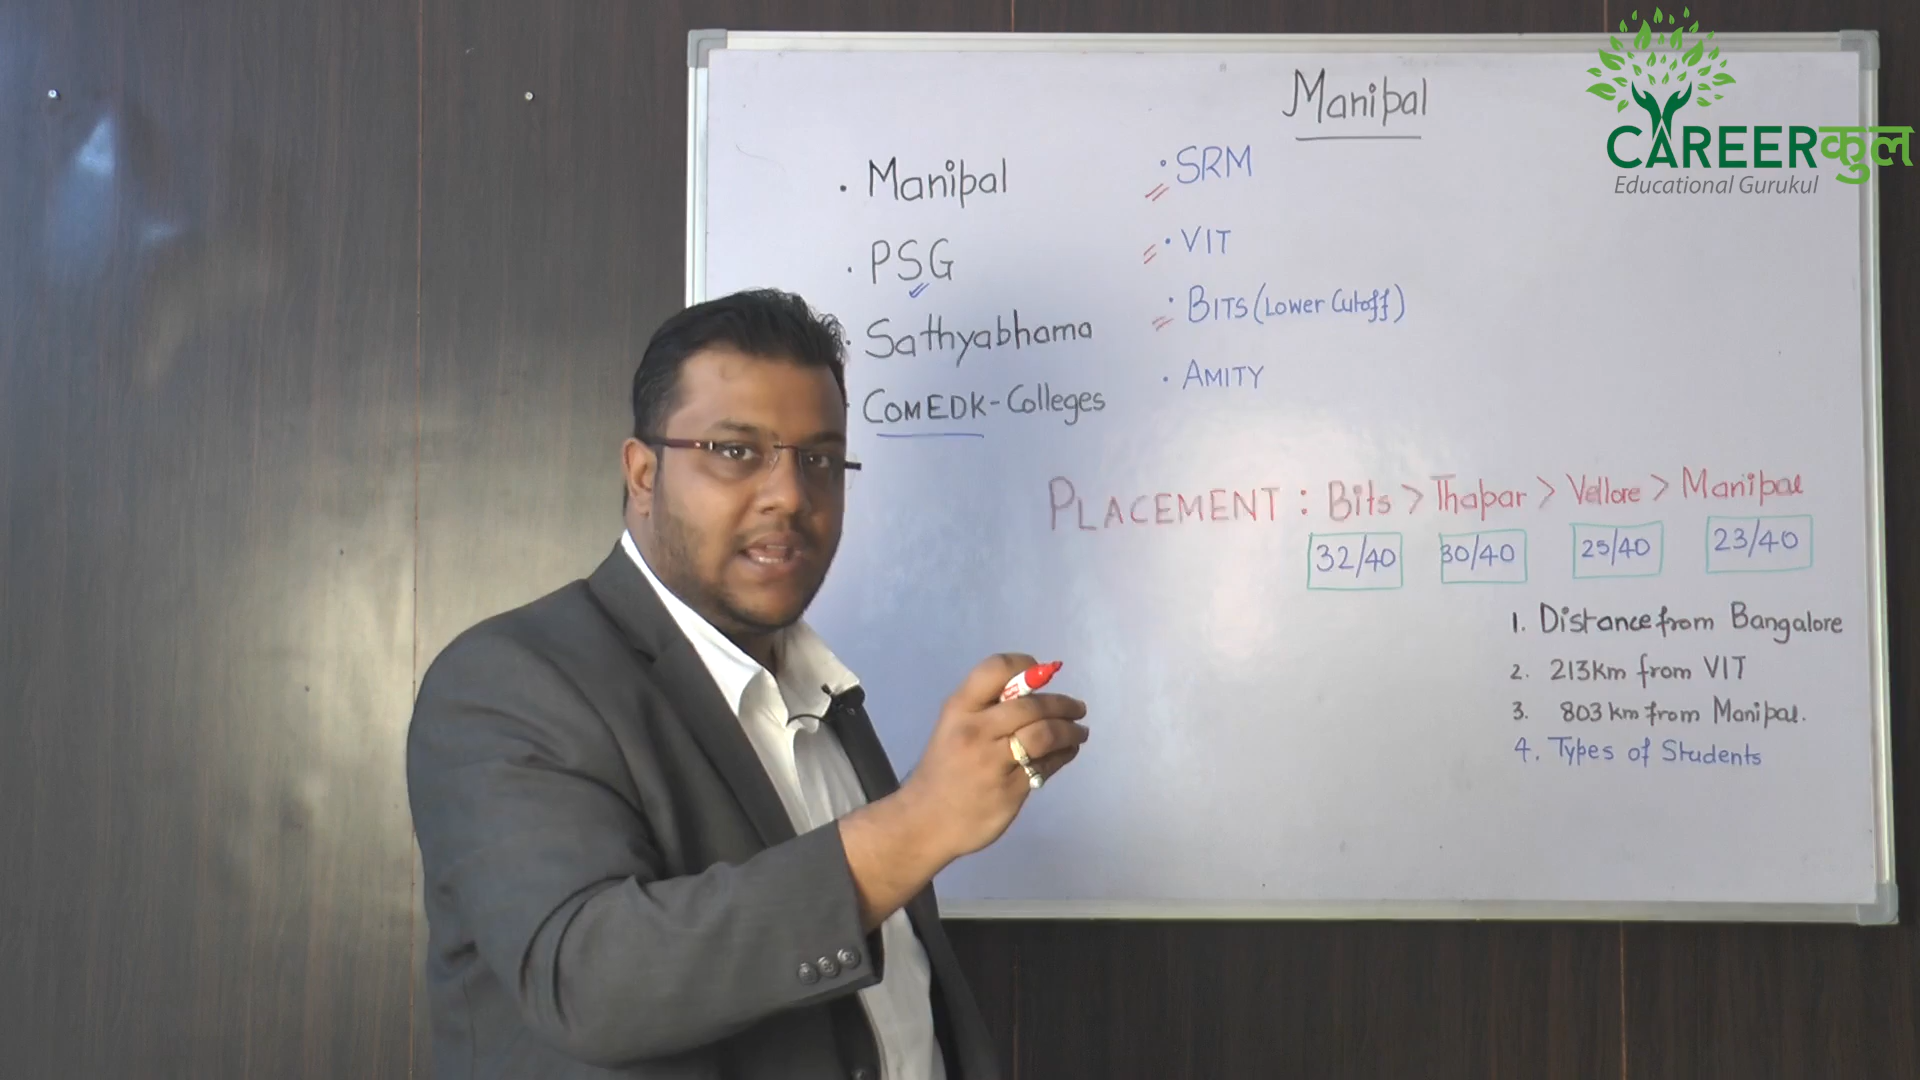 Manipal
CAREERकुल
Educational Gurukul
. Manipal
. PSG
. Sathyabhama
. COMEDK - Colleges
. SRM
. VIT
. BITS (Lower Cutoff)
. AMITY
PLACEMENT : Bits > Thapar > Vellore > Manipal
32/40 30/40 25/40 23/40
1. Distance from Bangalore
2. 213km from VIT
3. 803 km from Manipal.
4. Types of Students